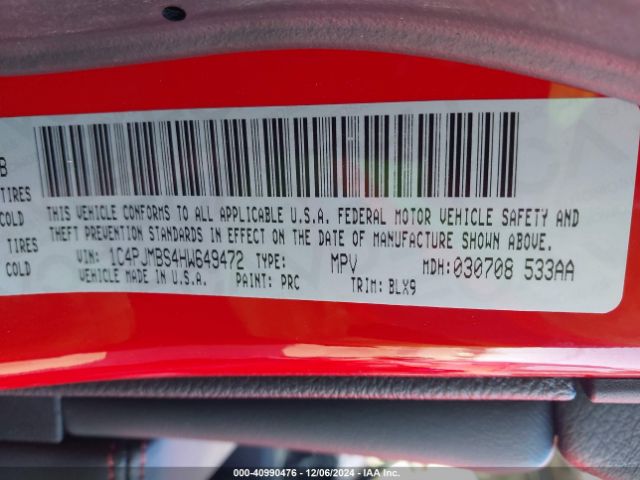 B
TIRES
COLD
TIRES
COLD
THIS VEHICLE CONFORMS TO ALL APPLICABLE U.S.A. FEDERAL MOTOR VEHICLE SAFETY AND
THEFT PREVENTION STANDARDS IN EFFECT ON THE DATE OF MANUFACTURE SHOWN ABOVE.
VIN: 1C4PJMBS4HW649472 TYPE: MPV MDH:030708 533AA
VEHICLE MADE IN U.S.A. PAINT: PRC TRIM: BLX9
000-40990476 • 12/06/2024 • IAA Inc.